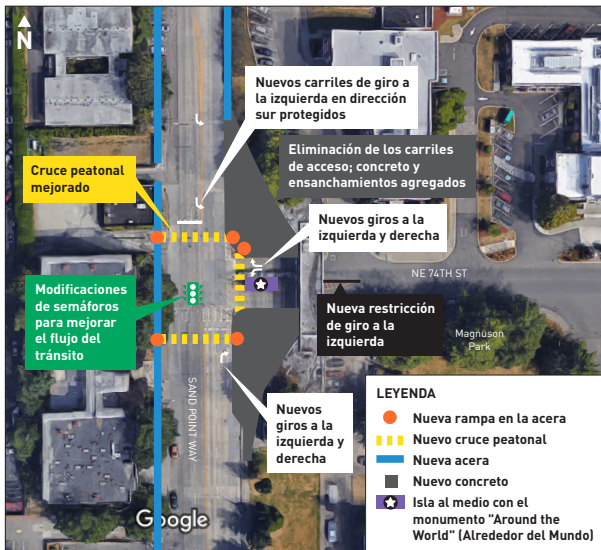 N
Nuevos carriles de giro a
la izquierda en dirección
sur protegidos
Cruce peatonal
mejorado
Eliminación de los carriles
de acceso; concreto y
ensanchamientos agregados
Nuevos giros a la
izquierda y derecha
Modificaciones
de semáforos
para mejorar
el flujo del
tránsito
NE 74TH ST
Nueva restricción
de giro a la
izquierda
Magnuson
Park
SAND POINT WAY
Nuevos
giros a la
izquierda y
derecha
Google
LEYENDA
Nueva rampa en la acera
Nuevo cruce peatonal
Nueva acera
Nuevo concreto
Isla al medio con el
monumento "Around the
World" (Alrededor del Mundo)